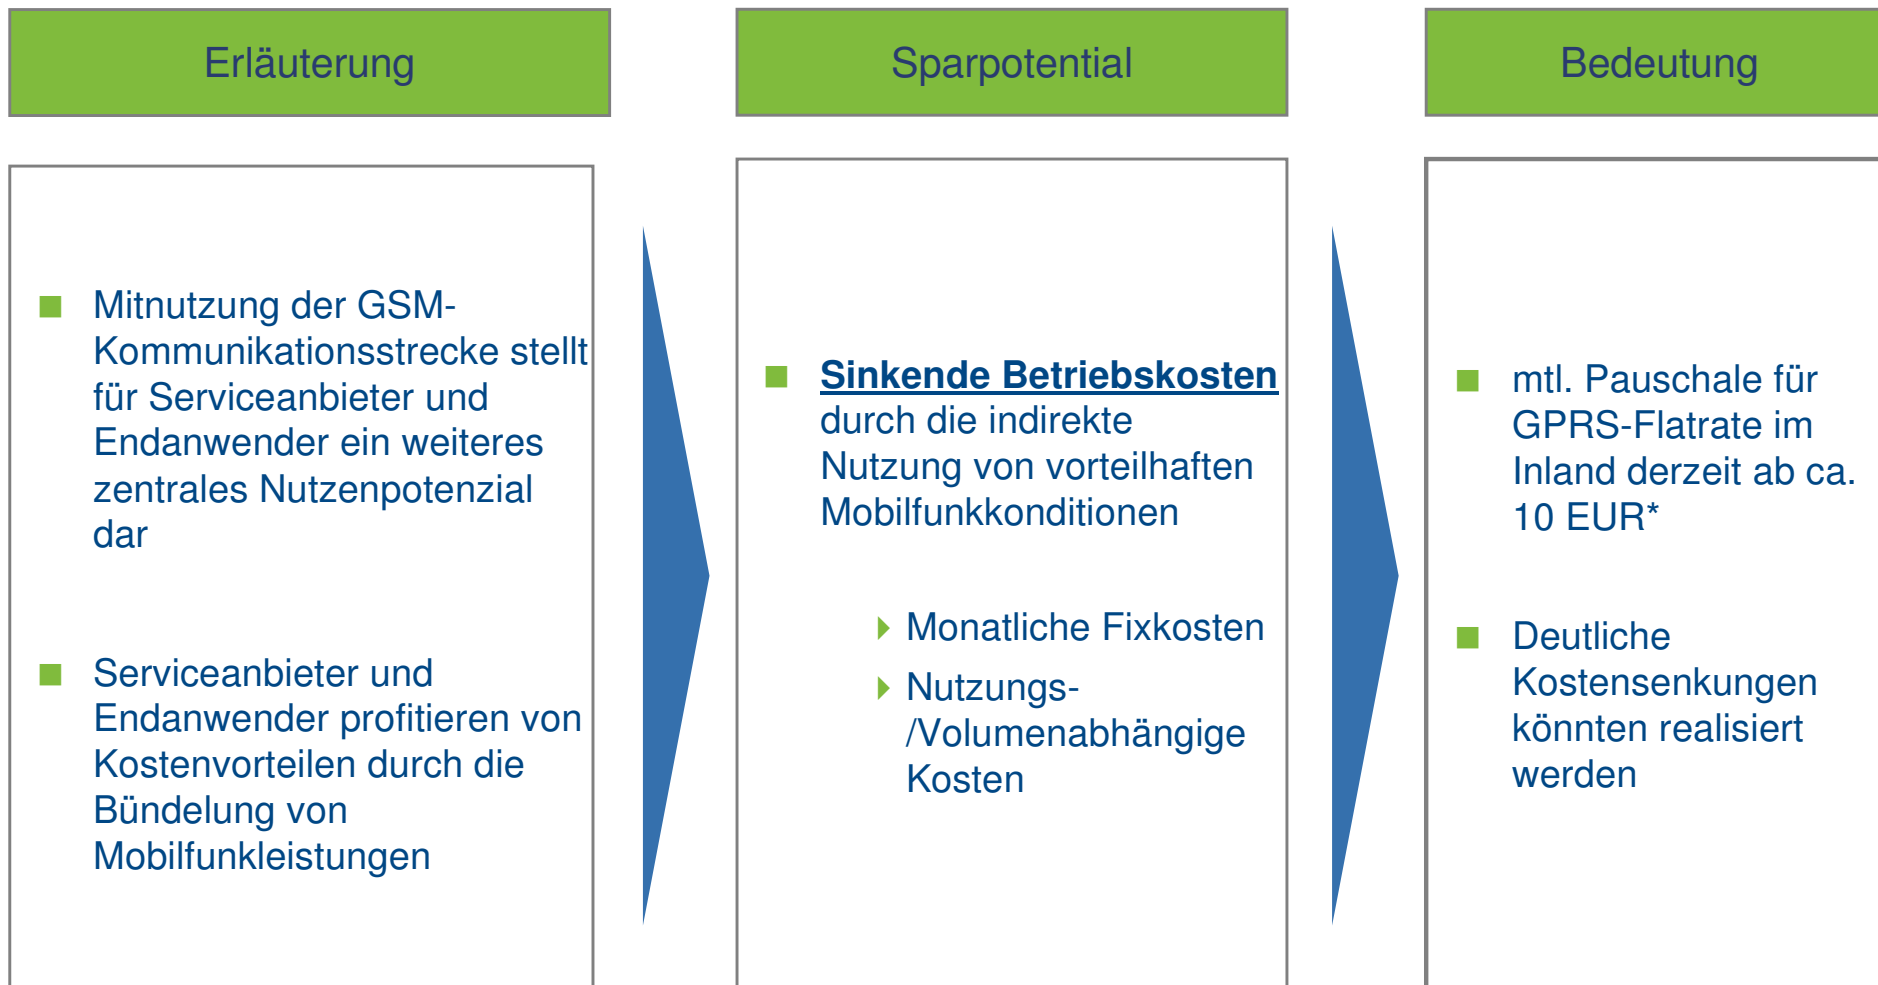 Erläuterung
Mitnutzung der GSM-
Kommunikationsstrecke stellt
für Serviceanbieter und
Endanwender ein weiteres
zentrales Nutzenpotenzial
dar
Serviceanbieter und
Endanwender profitieren von
Kostenvorteilen durch die
Bündelung von
Mobilfunkleistungen
Sparpotential
Sinkende Betriebskosten
durch die indirekte
Nutzung von vorteilhaften
Mobilfunkkonditionen
Monatliche Fixkosten
Nutzungs-
/Volumenabhängige
Kosten
Bedeutung
mtl. Pauschale für
GPRS-Flatrate im
Inland derzeit ab ca.
10 EUR*
Deutliche
Kostensenkungen
könnten realisiert
werden